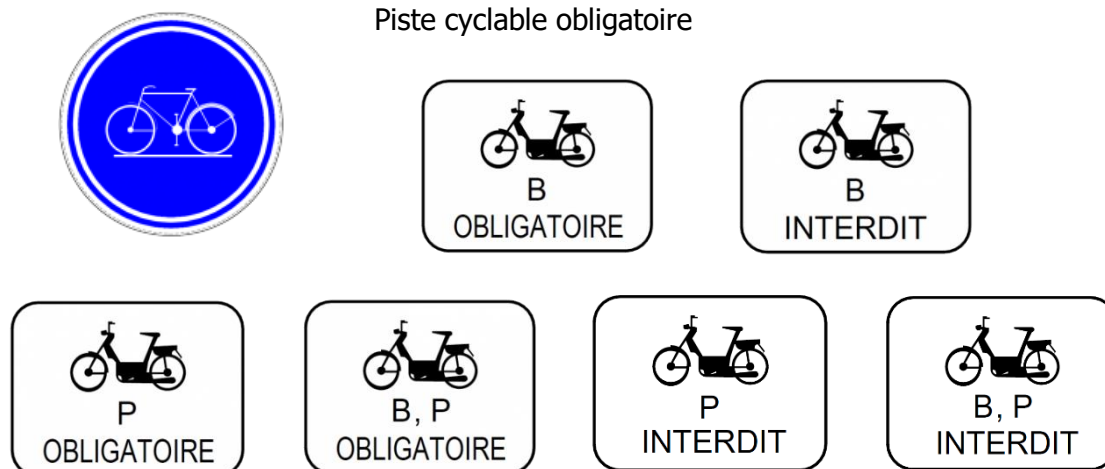 Piste cyclable obligatoire
B
OBLIGATOIRE
B
INTERDIT
P
OBLIGATOIRE
B, P
OBLIGATOIRE
P
INTERDIT
B, P
INTERDIT